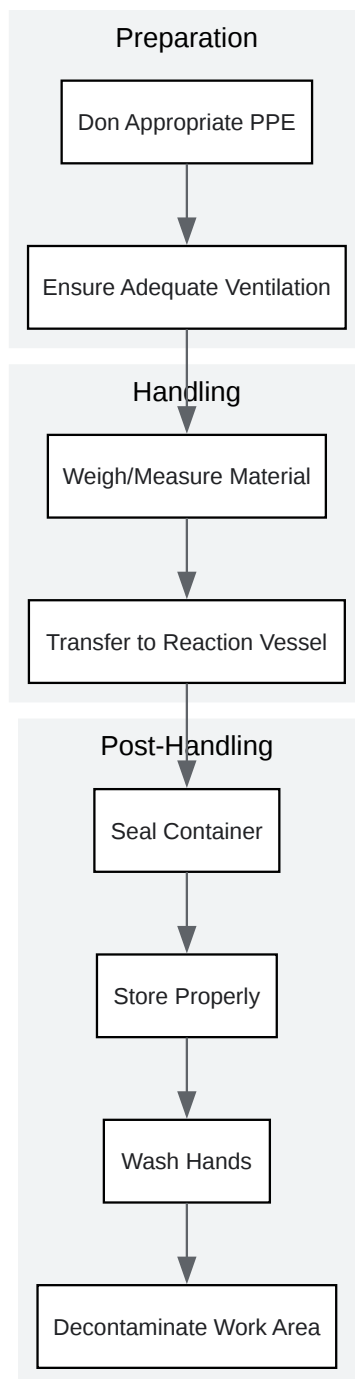 Preparation
Don Appropriate PPE
Ensure Adequate Ventilation
Handling
Weigh/Measure Material
Transfer to Reaction Vessel
Post-Handling
Seal Container
Store Properly
Wash Hands
Decontaminate Work Area